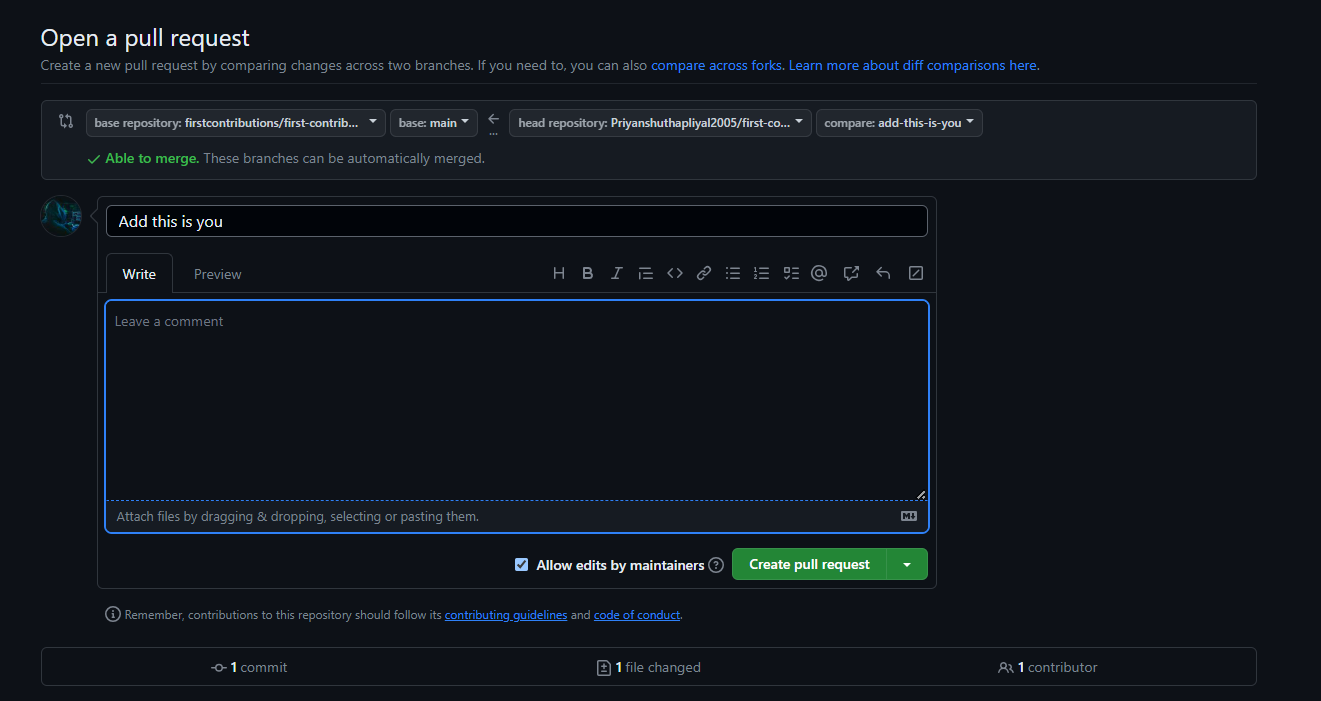 Open a pull request
Create a new pull request by comparing changes across two branches. If you need to, you can also compare across forks. Learn more about diff comparisons here.
base repository: firstcontributions/first-contrib... base: main ... head repository: Priyanshuthapliyal2005/first-co... compare: add-this-is-you
Able to merge. These branches can be automatically merged.
Add this is you
Write Preview H B I <> @
Leave a comment
Attach files by dragging & dropping, selecting or pasting them.
Allow edits by maintainers ? Create pull request
Remember, contributions to this repository should follow its contributing guidelines and code of conduct.
1 commit 1 file changed 1 contributor